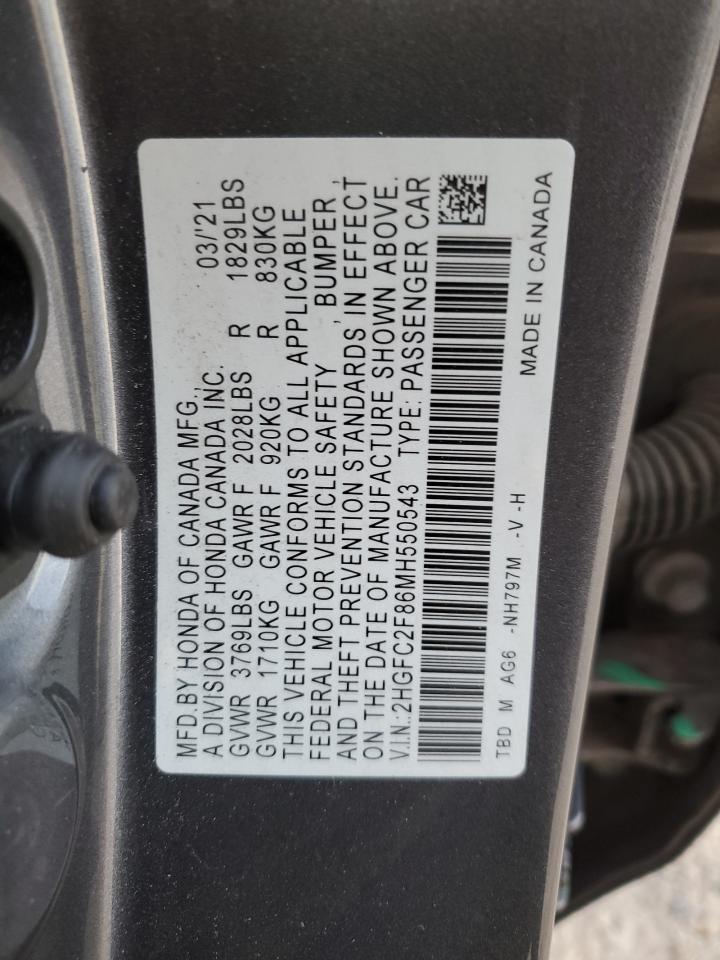 MFD.BY HONDA OF CANADA MFG., 03/'21
A DIVISION OF HONDA CANADA INC.
GVWR 3769LBS GAWR F 2028LBS R 1829LBS
GVWR 1710KG GAWR F 920KG R 830KG
THIS VEHICLE CONFORMS TO ALL APPLICABLE
FEDERAL MOTOR VEHICLE SAFETY , BUMPER ,
AND THEFT PREVENTION STANDARDS IN EFFECT
ON THE DATE OF MANUFACTURE SHOWN ABOVE.
V.I.N.:2HGFC2F86MH550543 TYPE: PASSENGER CAR
TBD M AG6 -NH797M -V -H
MADE IN CANADA